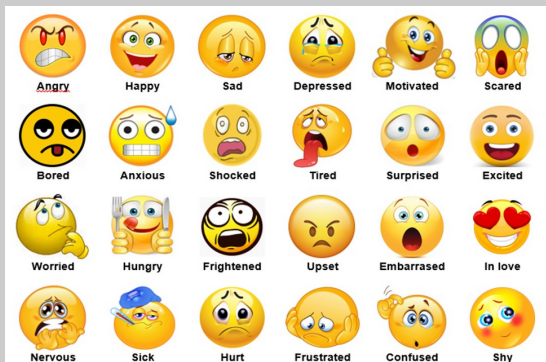 Angry Happy Sad Depressed Motivated Scared
Bored Anxious Shocked Tired Surprised Excited
Worried Hungry Frightened Upset Embarrased In love
Nervous Sick Hurt Frustrated Confused Shy